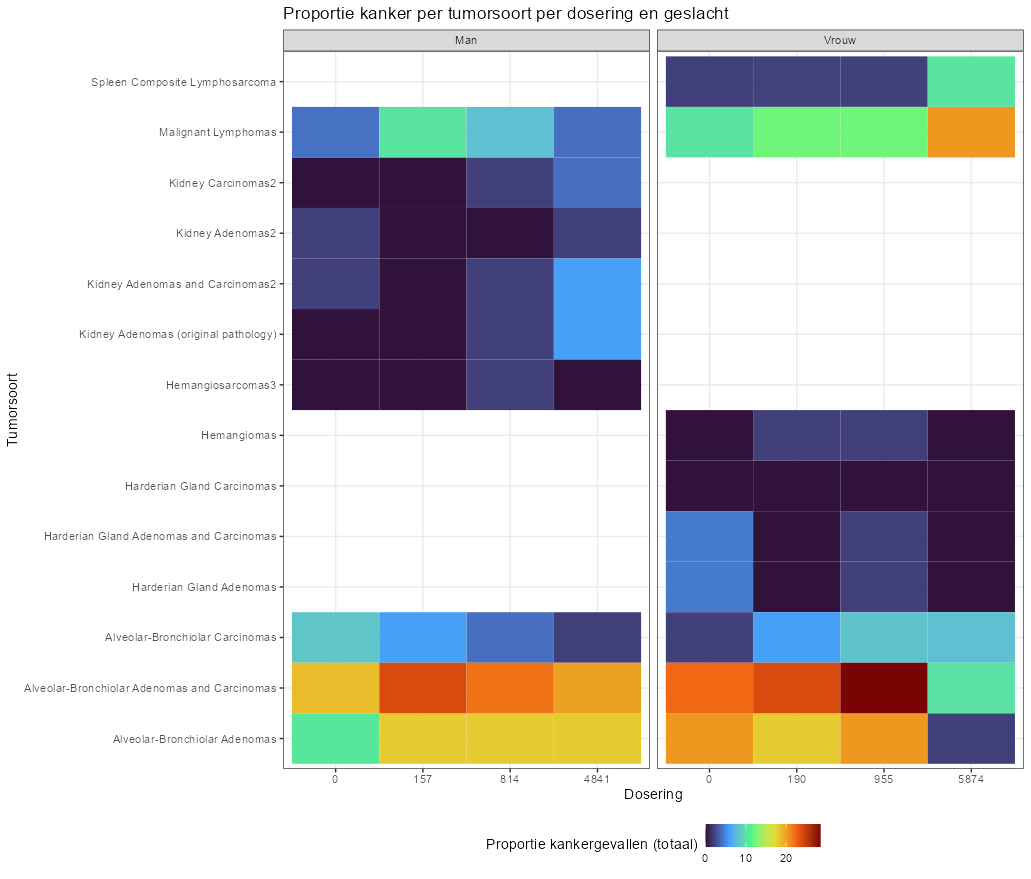 Proportie kanker per tumorsoort per dosering en geslacht
Man
Vrouw
Tumorsoort
Spleen Composite Lymphosarcoma
Malignant Lymphomas
Kidney Carcinomas2
Kidney Adenomas2
Kidney Adenomas and Carcinomas2
Kidney Adenomas (original pathology)
Hemangiosarcomas3
Hemangiomas
Harderian Gland Carcinomas
Harderian Gland Adenomas and Carcinomas
Harderian Gland Adenomas
Alveolar-Bronchiolar Carcinomas
Alveolar-Bronchiolar Adenomas and Carcinomas
Alveolar-Bronchiolar Adenomas
0 157 814 4841
0 190 955 5874
Dosering
Proportie kankergevallen (totaal)
0 10 20